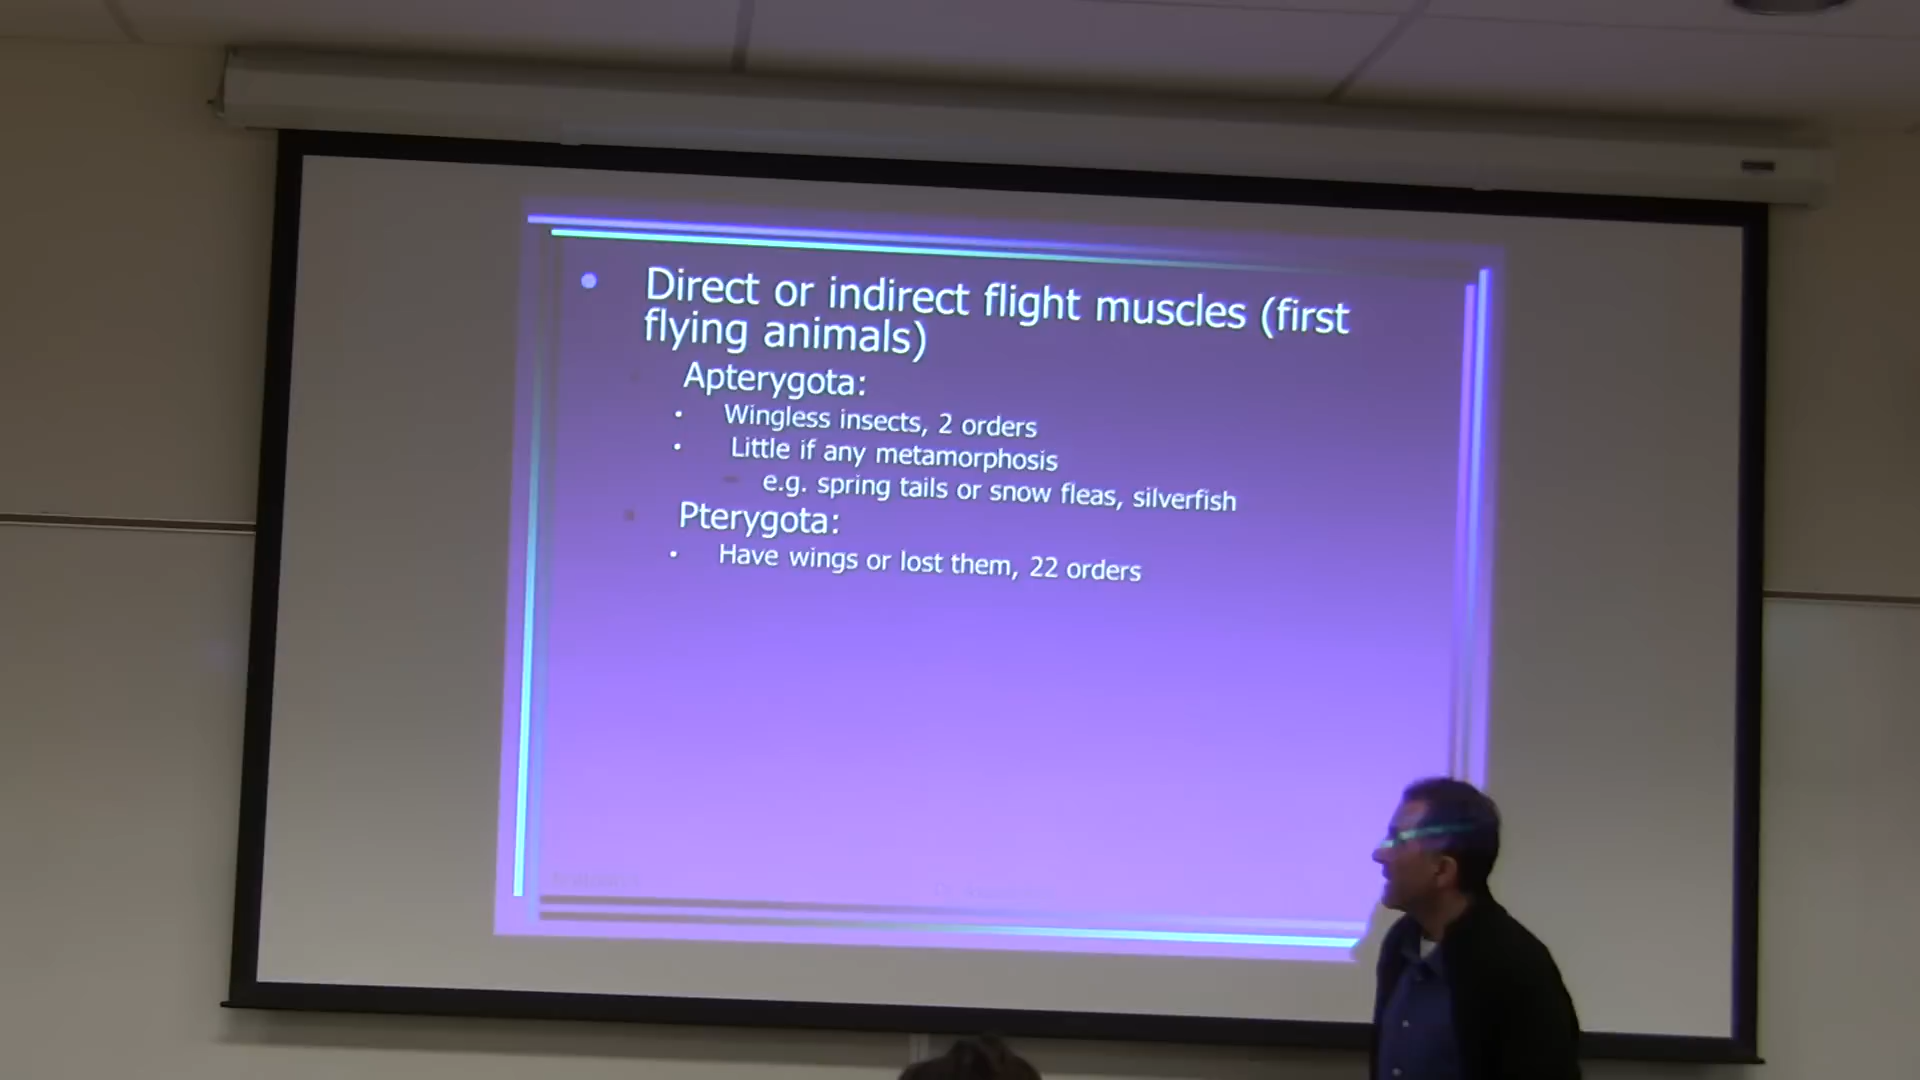 Direct or indirect flight muscles (first
flying animals)
Apterygota:
Wingless insects, 2 orders
Little if any metamorphosis
e.g. spring tails or snow fleas, silverfish
Pterygota:
Have wings or lost them, 22 orders